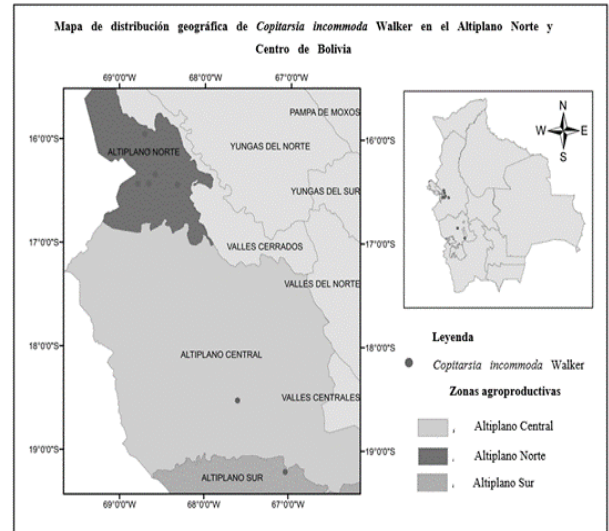 Mapa de distribución geográfica de Copitarsia incommoda Walker en el Altiplano Norte y
Centro de Bolivia
69°0'0"W 68°0'0"W 67°0'0"W
16°0'0"S
17°0'0"S
18°0'0"S
19°0'0"S
PAMPA DE MOXOS
ALTIPLANO NORTE
YUNGAS DEL NORTE
YUNGAS DEL SUR
VALLES CERRADOS
VALLES DEL NORTE
ALTIPLANO CENTRAL
VALLES CENTRALES
ALTIPLANO SUR
16°0'0"S
17°0'0"S
18°0'0"S
19°0'0"S
69°0'0"W 68°0'0"W 67°0'0"W
N
W E
S
Leyenda
Copitarsia incommoda Walker
Zonas agroproductivas
Altiplano Central
Altiplano Norte
Altiplano Sur